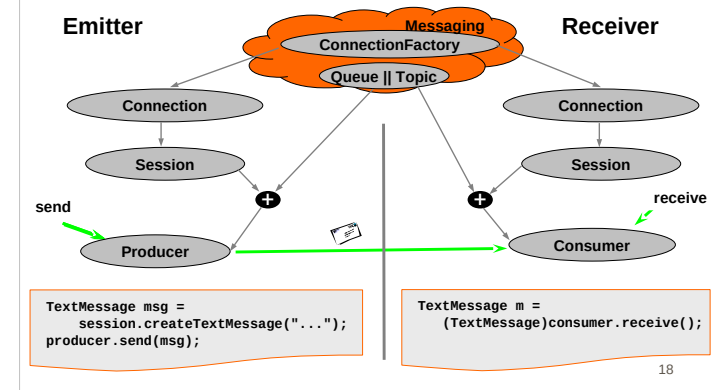 Emitter
Messaging
Receiver
ConnectionFactory
Queue || Topic
Connection
Connection
Session
Session
+
+
send
receive
Producer
Consumer
TextMessage msg =
session.createTextMessage("...");
producer.send(msg);
TextMessage m =
(TextMessage)consumer.receive();
18